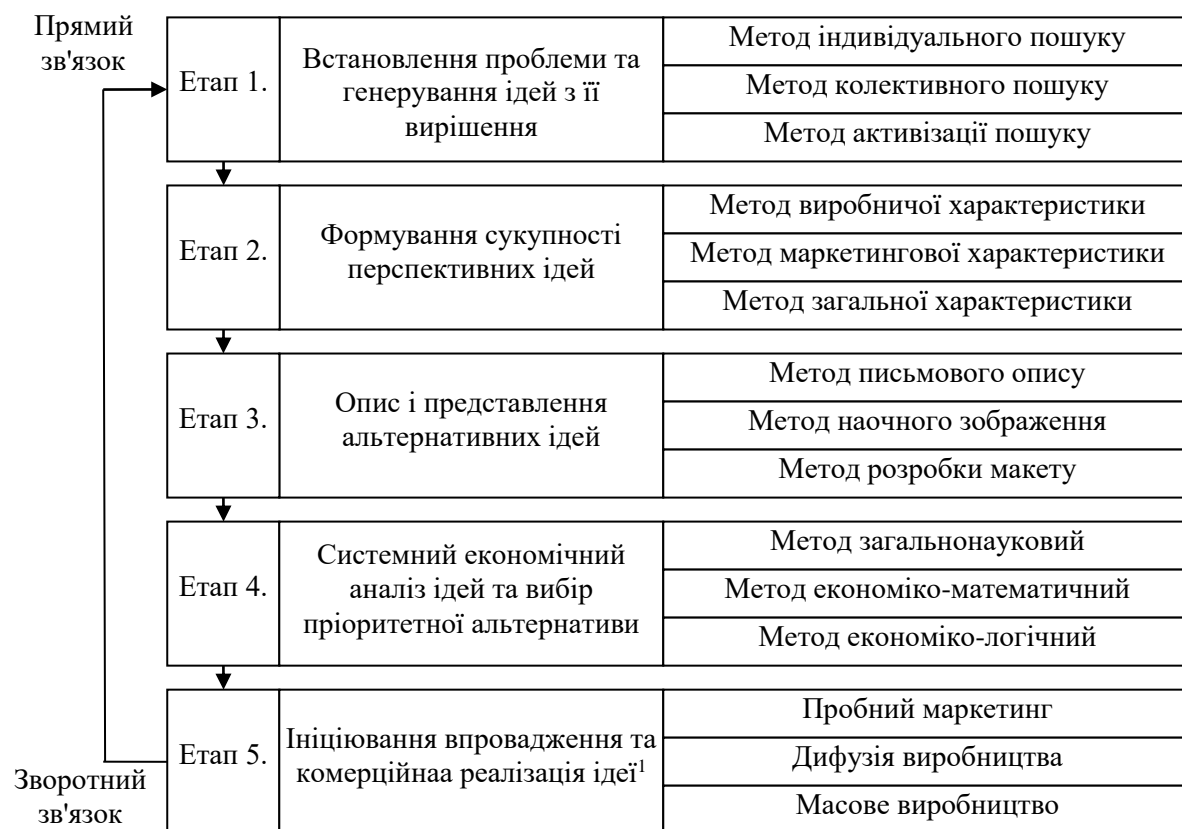 Прямий
зв'язок
Етап 1.
Встановлення проблеми та
генерування ідей з її
вирішення
Метод індивідуального пошуку
Метод колективного пошуку
Метод активізації пошуку
Етап 2.
Формування сукупності
перспективних ідей
Метод виробничої характеристики
Метод маркетингової характеристики
Метод загальної характеристики
Етап 3.
Опис і представлення
альтернативних ідей
Метод письмового опису
Метод наочного зображення
Метод розробки макету
Етап 4.
Системний економічний
аналіз ідей та вибір
пріоритетної альтернативи
Метод загальнонауковий
Метод економіко-математичний
Метод економіко-логічний
Етап 5.
Ініціювання впровадження та
комерційнаа реалізація ідеї¹
Пробний маркетинг
Дифузія виробництва
Масове виробництво
Зворотний
зв'язок